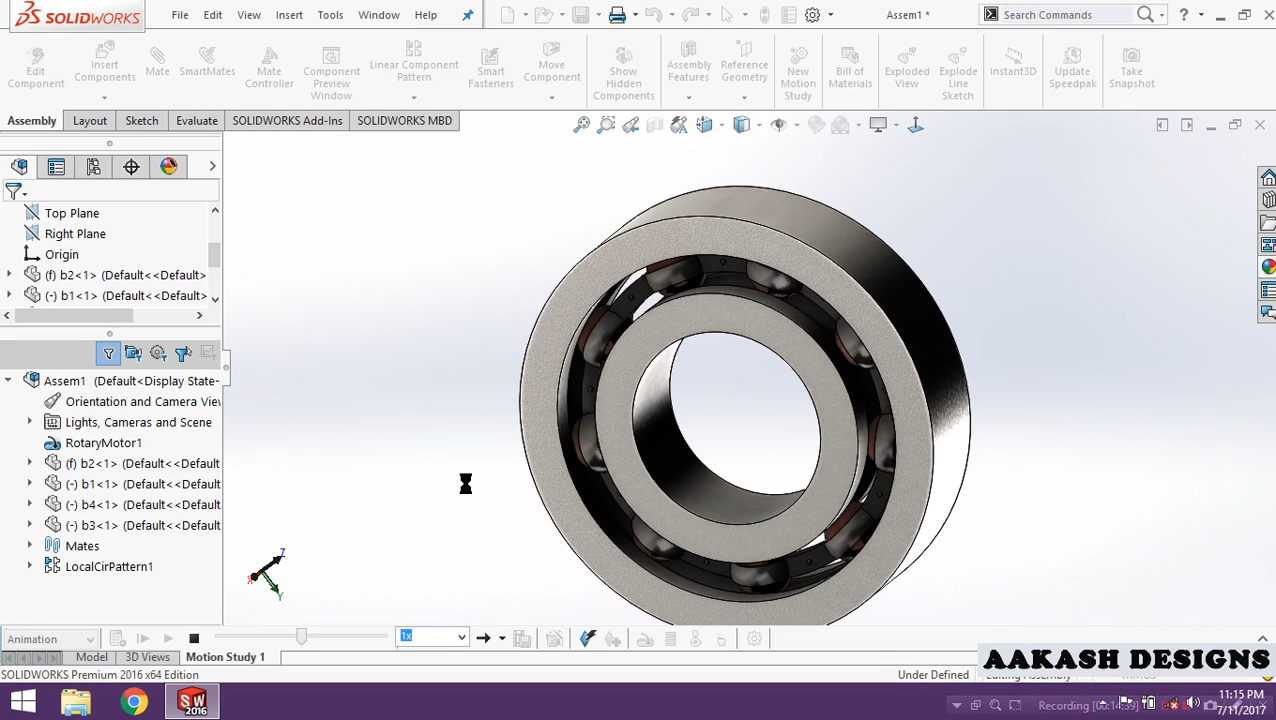 SOLIDWORKS File Edit View Insert Tools Window Help Assem1 * Search Commands ?
Edit Component
Insert Components
Mate
SmartMates
Mate Controller
Component Preview Window
Linear Component Pattern
Smart Fasteners
Move Component
Show Hidden Components
Assembly Features
Reference Geometry
New Motion Study
Bill of Materials
Exploded View
Explode Line Sketch
Instant3D
Update Speedpak
Take Snapshot
Assembly Layout Sketch Evaluate SOLIDWORKS Add-Ins SOLIDWORKS MBD
Top Plane
Right Plane
Origin
(f) b2<1> (Default<<Default>
(-) b1<1> (Default<<Default>
Assem1 (Default<Display State-
Orientation and Camera View
Lights, Cameras and Scene
RotaryMotor1
(f) b2<1> (Default<<Default
(-) b1<1> (Default<<Default
(-) b4<1> (Default<<Default
(-) b3<1> (Default<<Default
Mates
LocalCirPattern1
Z
X
Y
Animation 1x
Model 3D Views Motion Study 1
AAKASH DESIGNS
SOLIDWORKS Premium 2016 x64 Edition Under Defined Editing Assembly
SW 2016
Recording [00:14:39]
11:15 PM
7/11/2017